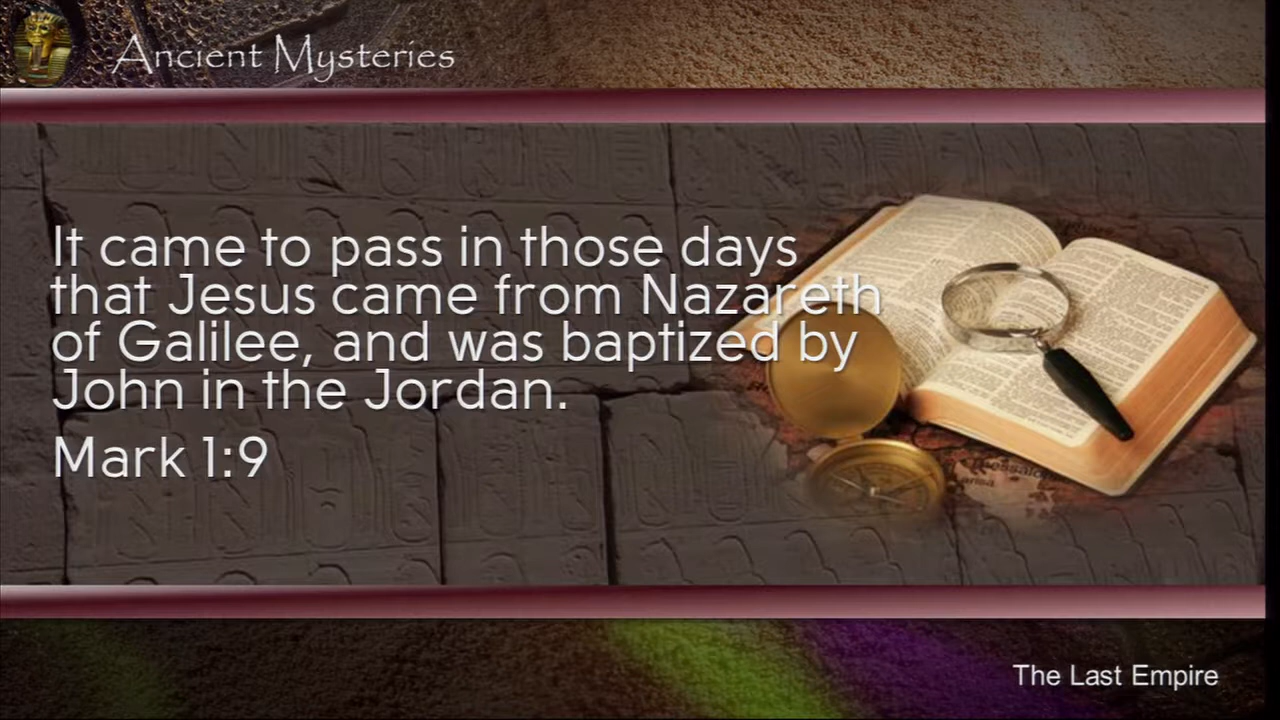 Ancient Mysteries
It came to pass in those days
that Jesus came from Nazareth
of Galilee, and was baptized by
John in the Jordan.
Mark 1:9
The Last Empire